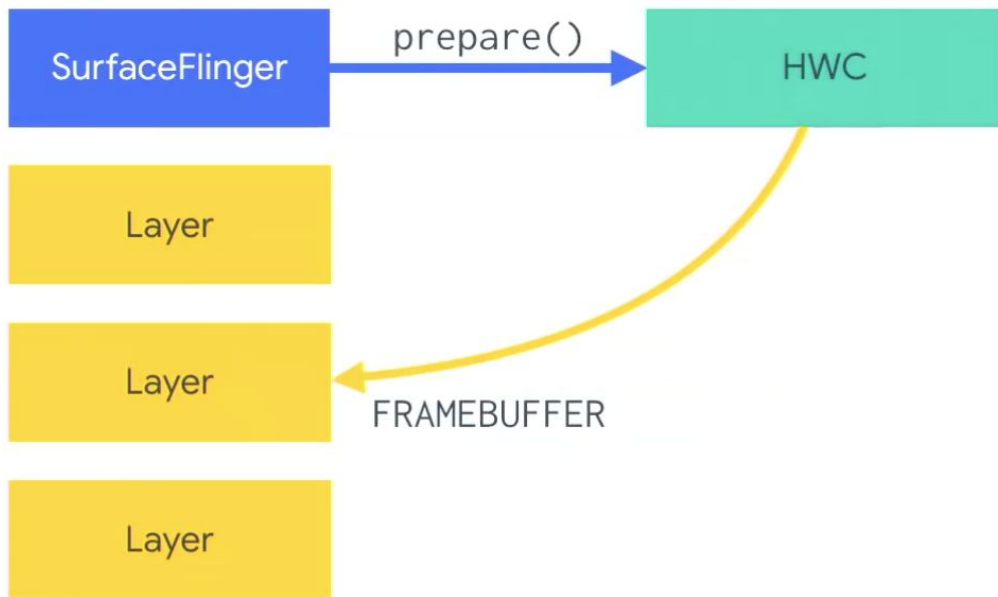 SurfaceFlinger
prepare()
HWC
Layer
Layer
FRAMEBUFFER
Layer